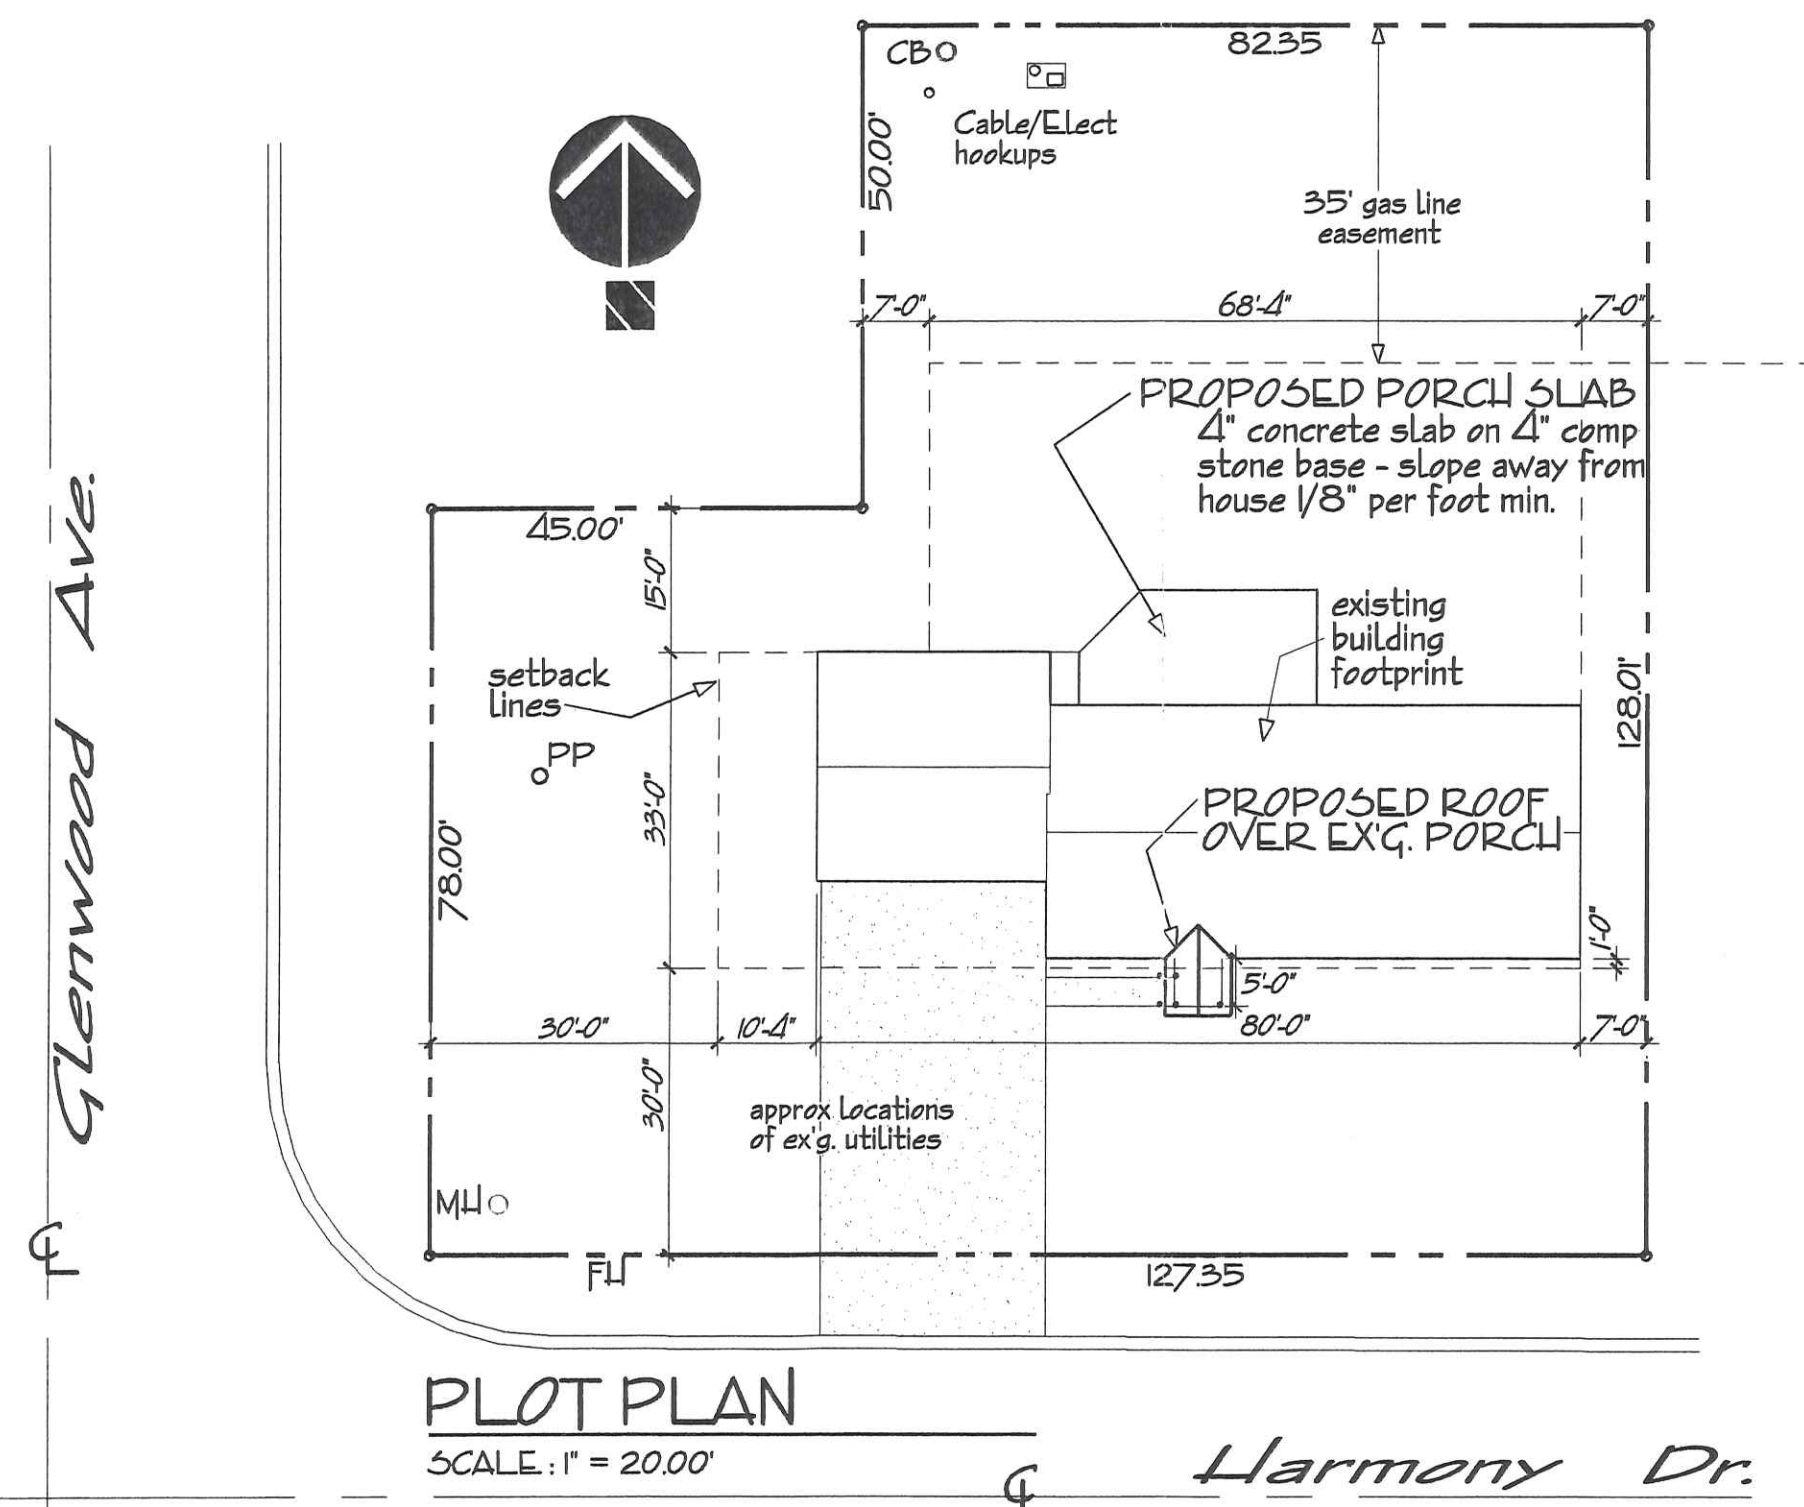 82.35
CB
Cable/Elect
hookups
50.00'
35' gas line
easement
N
7'-0"
68'-4"
7'-0"
PROPOSED PORCH SLAB
4" concrete slab on 4" comp
stone base - slope away from
house 1/8" per foot min.
45.00'
15'-0"
existing
building
footprint
setback
lines
128.01'
PP
33'-0"
PROPOSED ROOF
OVER EX'G. PORCH
78.00'
Glenwood Ave.
1'-0"
5'-0"
30'-0"
10'-4"
80'-0"
7'-0"
30'-0"
approx locations
of ex'g. utilities
MH
FH
127.35
CL
PLOT PLAN
SCALE: 1" = 20.00'
CL
Harmony Dr.